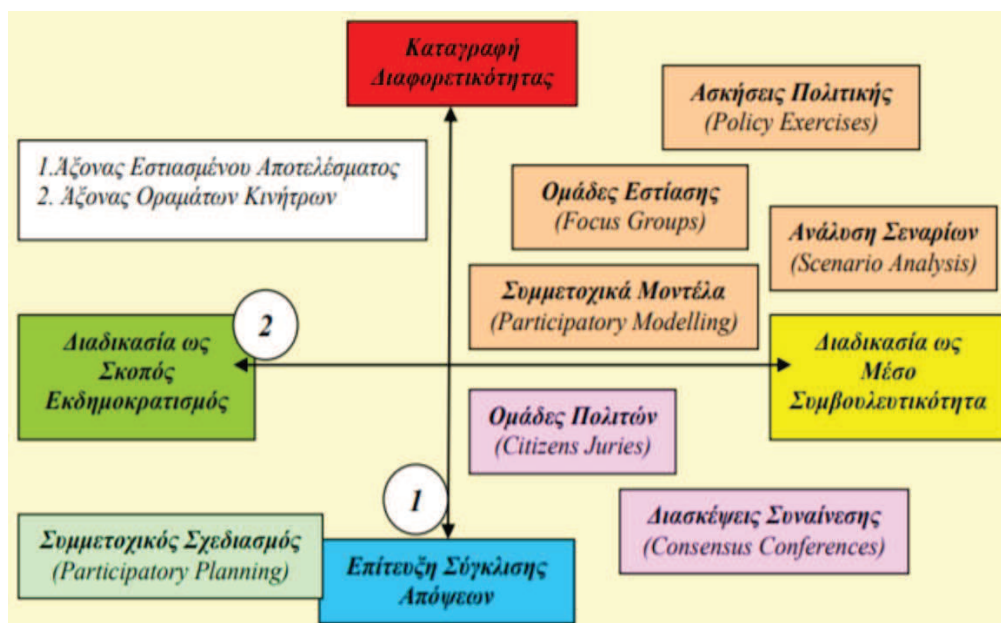 Καταγραφή
Διαφορετικότητας
Ασκήσεις Πολιτικής
(Policy Exercises)
1.Άξονας Εστιασμένου Αποτελέσματος
2. Άξονας Οραμάτων Κινήτρων
Ομάδες Εστίασης
(Focus Groups)
Ανάλυση Σεναρίων
(Scenario Analysis)
Συμμετοχικά Μοντέλα
(Participatory Modelling)
2
Διαδικασία ως
Σκοπός
Εκδημοκρατισμός
Διαδικασία ως
Μέσο
Συμβουλευτικότητα
Ομάδες Πολιτών
(Citizens Juries)
1
Διασκέψεις Συναίνεσης
(Consensus Conferences)
Συμμετοχικός Σχεδιασμός
(Participatory Planning)
Επίτευξη Σύγκλισης
Απόψεων